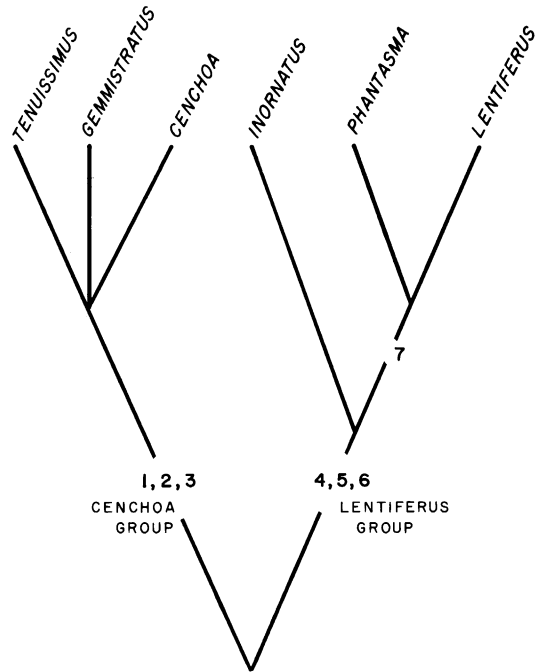 TENUISSIMUS
GEMMISTRATUS
CENCHOA
INORNATUS
PHANTASMA
LENTIFERUS
7
1,2,3
CENCHOA
GROUP
4,5,6
LENTIFERUS
GROUP